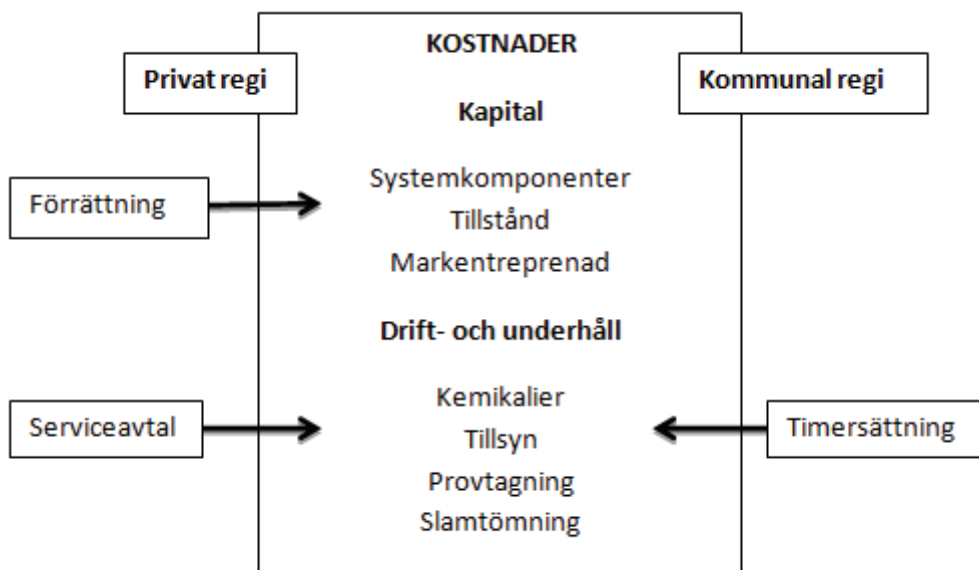 KOSTNADER
Privat regi
Kommunal regi
Kapital
Systemkomponenter
Förrättning
Tillstånd
Markentreprenad
Drift- och underhåll
Kemikalier
Serviceavtal
Tillsyn
Timersättning
Provtagning
Slamtömning